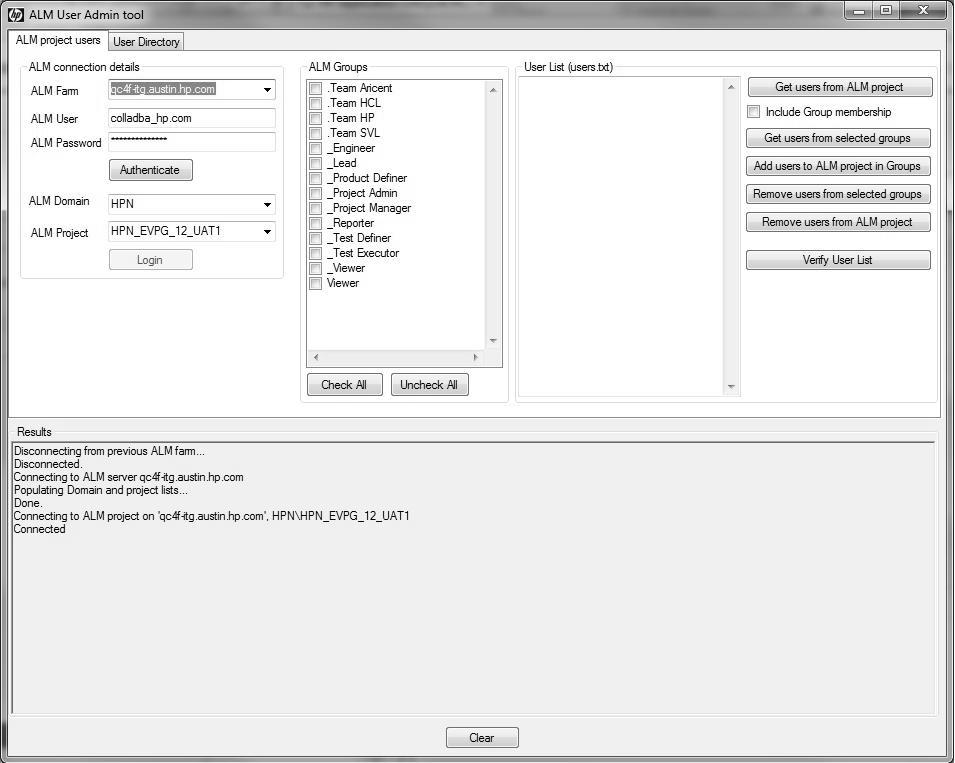 hp ALM User Admin tool
ALM project users
User Directory
ALM connection details
ALM Farm
qc4f-itg.austin.hp.com
ALM User
colladba_hp.com
ALM Password
**************
Authenticate
ALM Domain
HPN
ALM Project
HPN_EVPG_12_UAT1
Login
ALM Groups
.Team Aricent
.Team HCL
.Team HP
.Team SVL
_Engineer
_Lead
_Product Definer
_Project Admin
_Project Manager
_Reporter
_Test Definer
_Test Executor
_Viewer
Viewer
Check All
Uncheck All
User List (users.txt)
Get users from ALM project
Include Group membership
Get users from selected groups
Add users to ALM project in Groups
Remove users from selected groups
Remove users from ALM project
Verify User List
Results
Disconnecting from previous ALM farm...
Disconnected.
Connecting to ALM server qc4f-itg.austin.hp.com
Populating Domain and project lists...
Done.
Connecting to ALM project on 'qc4f-itg.austin.hp.com', HPN\HPN_EVPG_12_UAT1
Connected
Clear